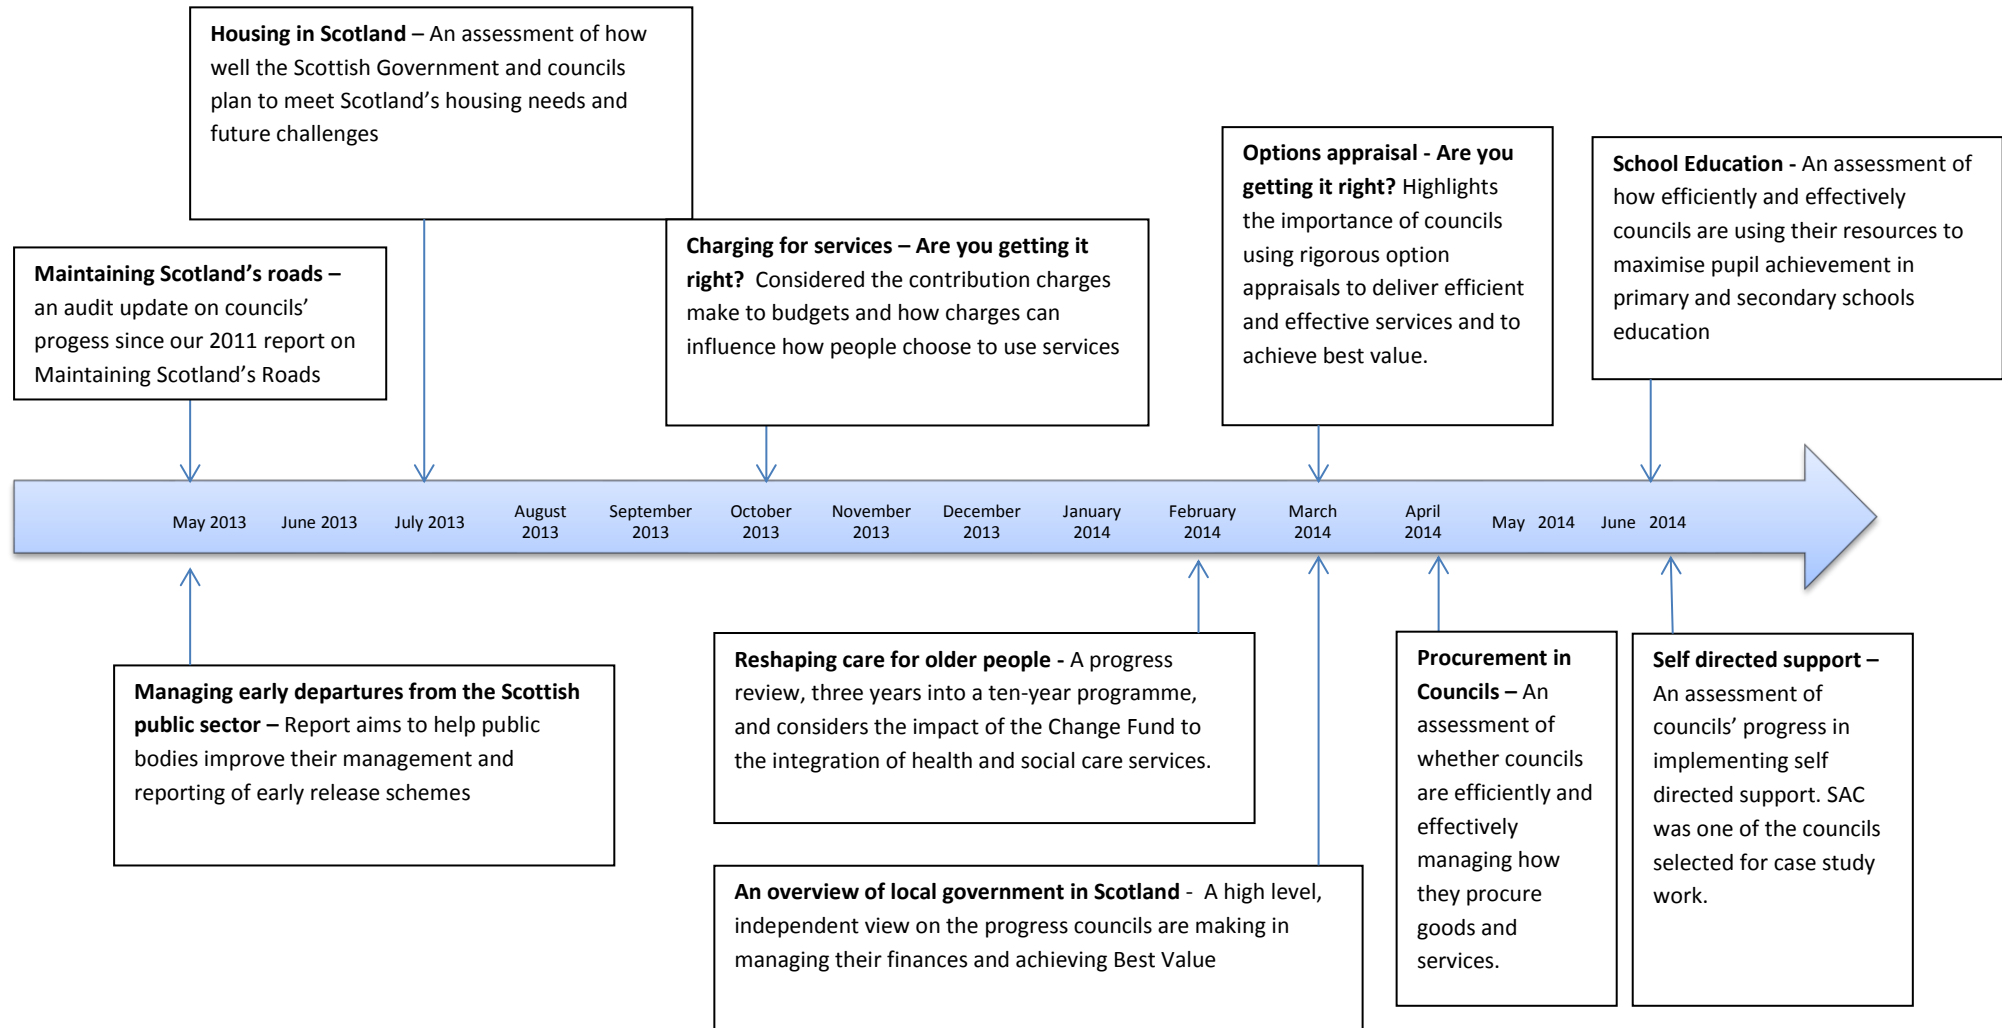 Housing in Scotland – An assessment of how
well the Scottish Government and councils
plan to meet Scotland's housing needs and
future challenges
Maintaining Scotland's roads –
an audit update on councils'
progess since our 2011 report on
Maintaining Scotland's Roads
Charging for services – Are you getting it
right?  Considered the contribution charges
make to budgets and how charges can
influence how people choose to use services
Options appraisal - Are you
getting it right? Highlights
the importance of councils
using rigorous option
appraisals to deliver efficient
and effective services and to
achieve best value.
School Education - An assessment of
how efficiently and effectively
councils are using their resources to
maximise pupil achievement in
primary and secondary schools
education
May 2013
June 2013
July 2013
August
2013
September
2013
October
2013
November
2013
December
2013
January
2014
February
2014
March
2014
April
2014
May   2014
June   2014
Managing early departures from the Scottish
public sector – Report aims to help public
bodies improve their management and
reporting of early release schemes
Reshaping care for older people - A progress
review, three years into a ten-year programme,
and considers the impact of the Change Fund to
the integration of health and social care services.
An overview of local government in Scotland -  A high level,
independent view on the progress councils are making in
managing their finances and achieving Best Value
Procurement in
Councils – An
assessment of
whether councils
are efficiently and
effectively
managing how
they procure
goods and
services.
Self directed support –
An assessment of
councils' progress in
implementing self
directed support. SAC
was one of the councils
selected for case study
work.